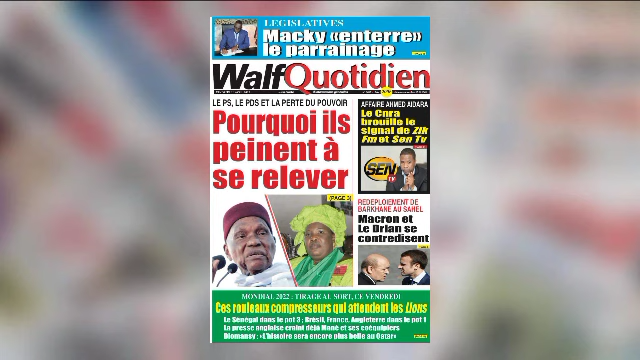 LEGISLATIVES
Macky «enterre»
le parrainage
WalfQuotidien
LE PS, LE PDS ET LA PERTE DU POUVOIR
Pourquoi ils
peinent à
se relever
(PAGE 3)
AFFAIRE AHMED AIDARA
Le Cnra
brouille le
signal de Zik
Fm et Sen Tv
SEN
TV
REDEPLOIEMENT DE
BARKHANE AU SAHEL
Macron et
Le Drian se
contredisent
MONDIAL 2022 : TIRAGE AL SORT, CE VENDREDI
Ces rouleaux compresseurs qui attendent les Lions
Le Sénégal dans le pot 3 ; Brésil, France, Angleterre dans le pot 1
La presse anglaise craint déjà Mané et ses coéquipiers
Diomansy : «L'histoire sera encore plus belle au Qatar»